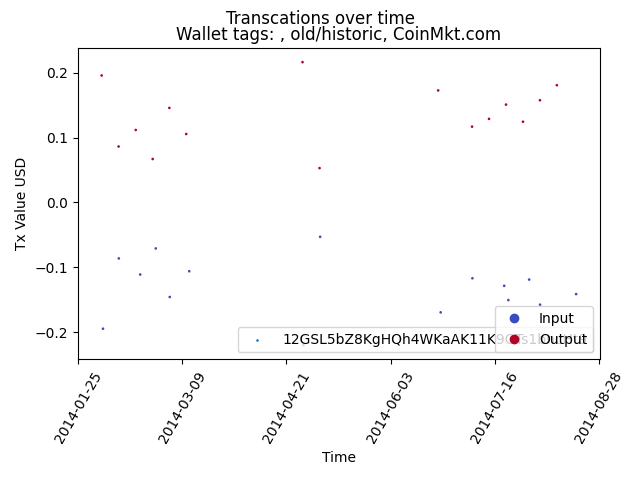 Transcations over time
Wallet tags: , old/historic, CoinMkt.com
Tx Value USD
0.2
0.1
0.0
−0.1
−0.2
Input
Output
2014-01-25
2014-03-09
2014-04-21
2014-06-03
2014-07-16
2014-08-28
Time